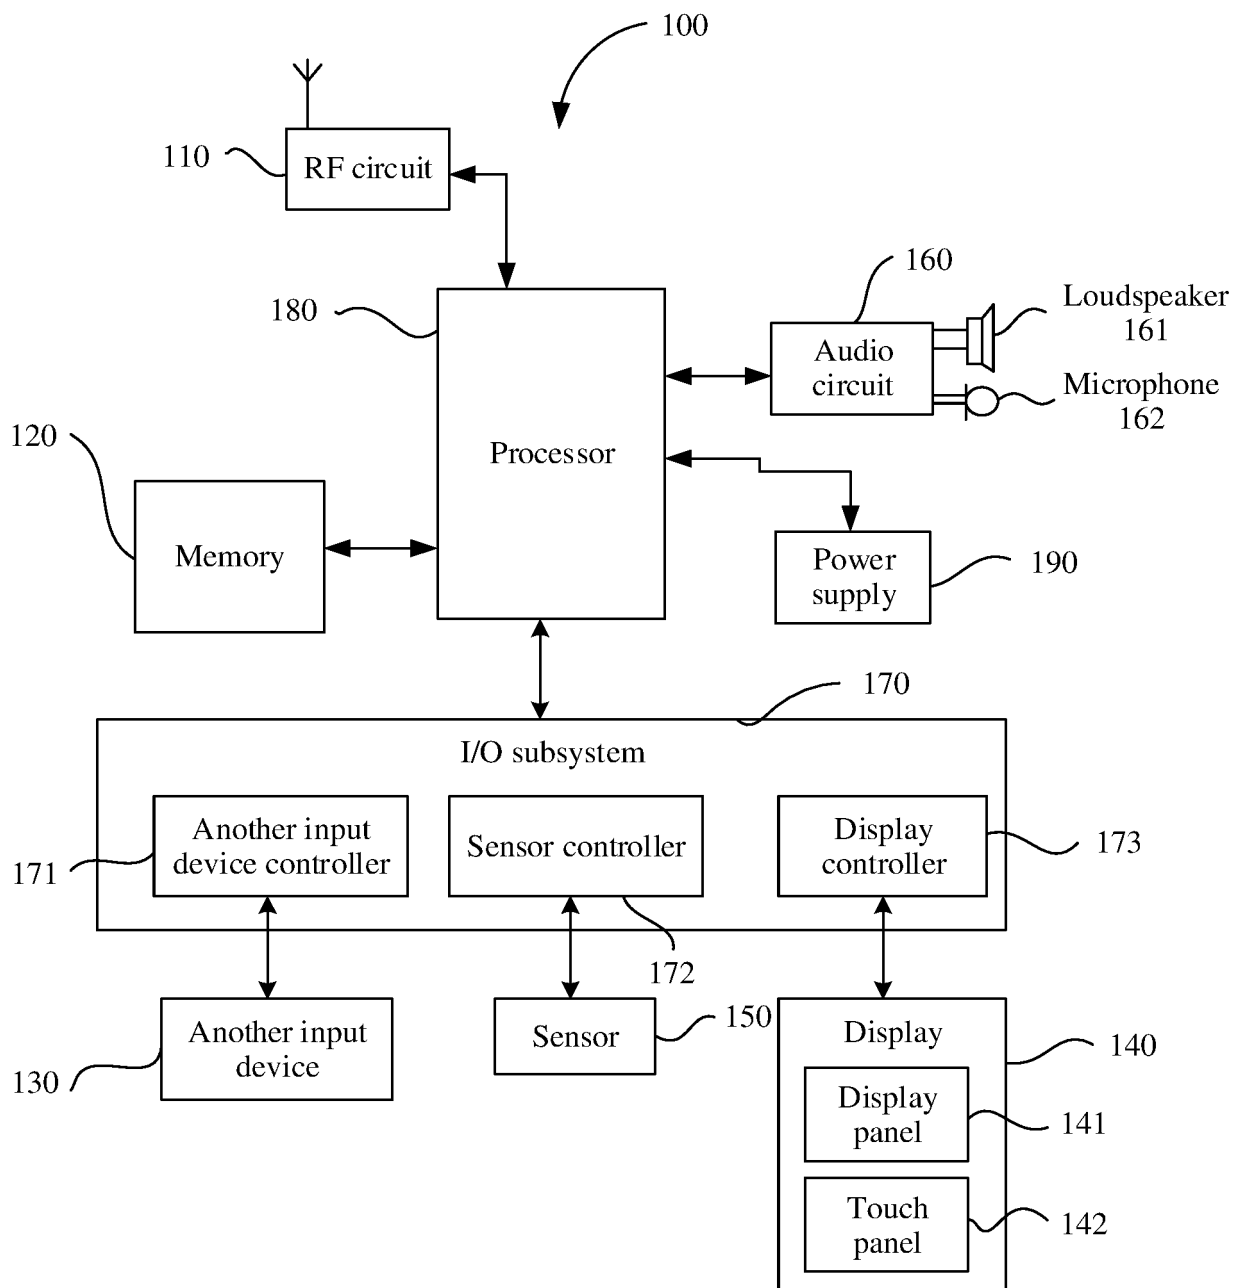 100
110
RF circuit
180
160
Loudspeaker
161
Audio
circuit
Microphone
162
120
Processor
Memory
Power
supply
190
170
I/O subsystem
Another input
device controller
Sensor controller
Display
controller
171
173
172
Another input
device
130
Sensor
150
Display
140
Display
panel
141
Touch
panel
142